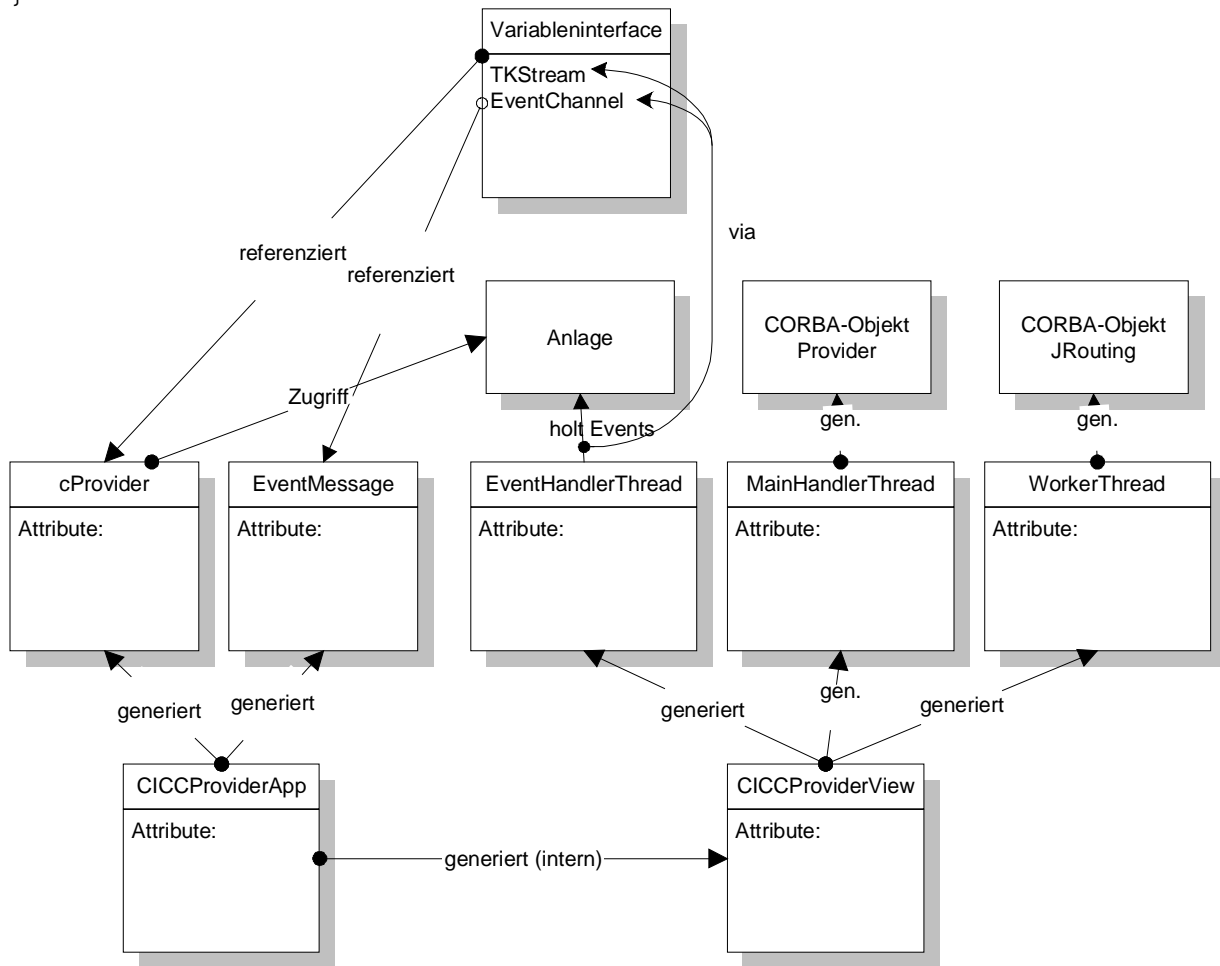 j
Variableninterface
TKStream
EventChannel
via
referenziert
referenziert
Anlage
CORBA-Objekt
Provider
CORBA-Objekt
JRouting
Zugriff
holt Events
gen.
gen.
cProvider
Attribute:
EventMessage
Attribute:
EventHandlerThread
Attribute:
MainHandlerThread
Attribute:
WorkerThread
Attribute:
generiert
generiert
generiert
gen.
generiert
CICCProviderApp
Attribute:
CICCProviderView
Attribute:
generiert (intern)